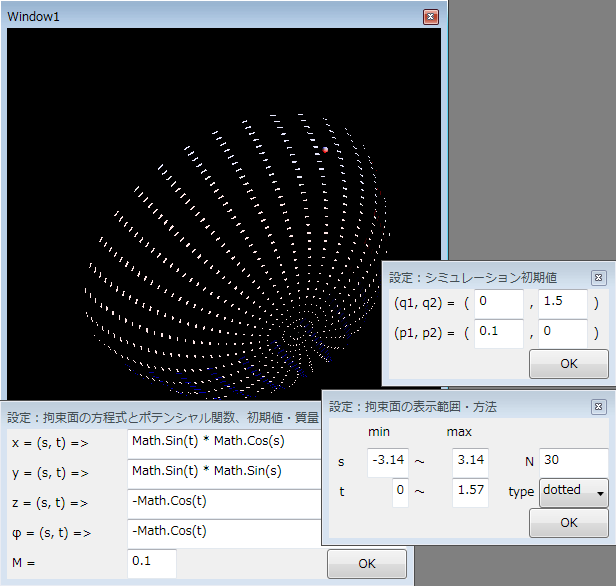 Window1
設定：シミュレーション初期値
(q1, q2) = ( 0 , 1.5 )
(p1, p2) = ( 0.1 , 0 )
OK
設定：拘束面の方程式とポテンシャル関数、初期値・質量
x = (s, t) => Math.Sin(t) * Math.Cos(s)
y = (s, t) => Math.Sin(t) * Math.Sin(s)
z = (s, t) => -Math.Cos(t)
φ = (s, t) => -Math.Cos(t)
M = 0.1
OK
設定：拘束面の表示範囲・方法
min max
s -3.14 ～ 3.14 N 30
t 0 ～ 1.57 type dotted
OK